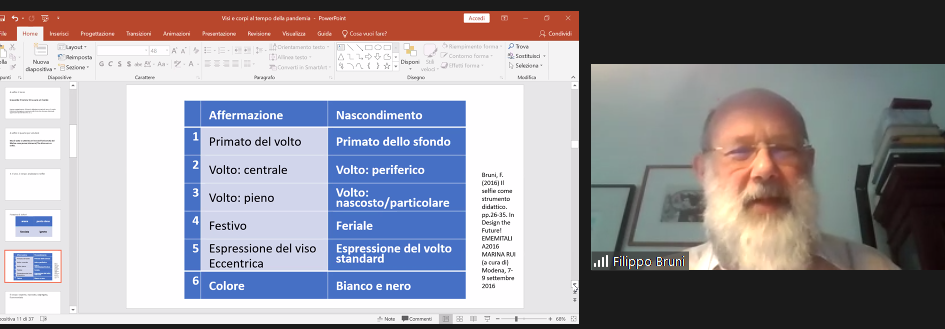 Visi e corpi al tempo della pandemia - PowerPoint
Accedi
File Home Inserisci Progettazione Transizioni Animazioni Presentazione Revisione Visualizza Guida Cosa vuoi fare? Condividi
Nuova diapositiva
Layout
Reimposta
Sezione
Diapositive
Carattere
Orientamento testo
Allinea testo
Converti in SmartArt
Paragrafo
Disponi
Stili veloci
Riempimento forma
Contorno forma
Effetti forma
Disegno
Trova
Sostituisci
Seleziona
Modifica
Affermazione Nascondimento
1 Primato del volto Primato dello sfondo
2 Volto: centrale Volto: periferico
3 Volto: pieno Volto: nascosto/particolare
4 Festivo Feriale
5 Espressione del viso Eccentrica Espressione del volto standard
6 Colore Bianco e nero
Bruni, F.
(2016) Il
selfie come
strumento
didattico.
pp.26-35. In
Design the
Future!
EMEMITALI
A2016
MARINA RUI
(a cura di)
Modena, 7-
9 settembre
2016
Diapositiva 11 di 37
Note Commenti
68%
Filippo Bruni